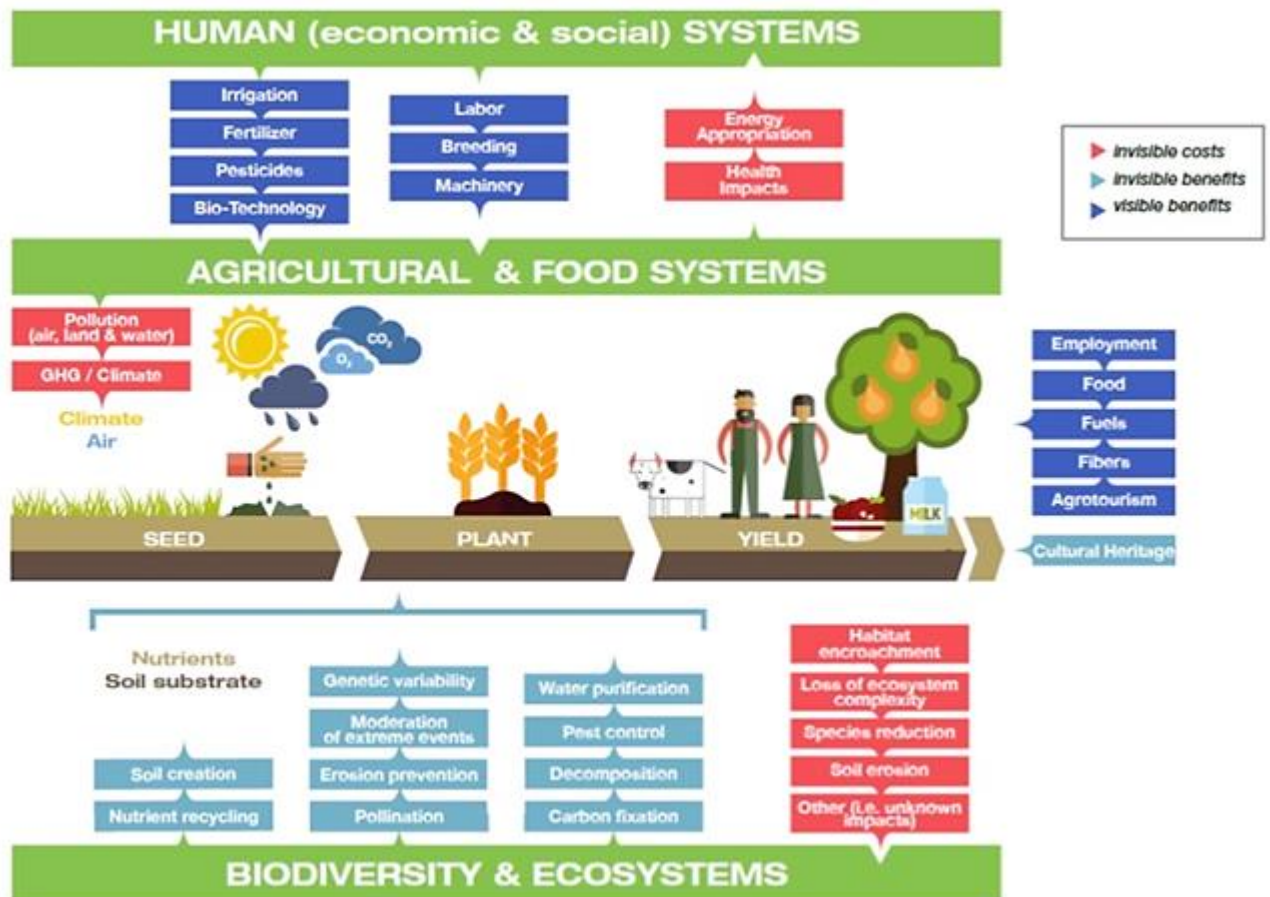 HUMAN (economic & social) SYSTEMS
Irrigation
Fertilizer
Pesticides
Bio-Technology
Labor
Breeding
Machinery
Energy
Appropriation
Health
Impacts
invisible costs
invisible benefits
visible benefits
AGRICULTURAL & FOOD SYSTEMS
Pollution
(air, land & water)
GHG / Climate
Climate
Air
CO₂
O₂
Employment
Food
Fuels
Fibers
Agrotourism
Cultural Heritage
MILK
SEED
PLANT
YIELD
Nutrients
Soil substrate
Soil creation
Nutrient recycling
Genetic variability
Moderation
of extreme events
Erosion prevention
Pollination
Water purification
Pest control
Decomposition
Carbon fixation
Habitat
encroachment
Loss of ecosystem
complexity
Species reduction
Soil erosion
Other (i.e. unknown
impacts)
BIODIVERSITY & ECOSYSTEMS